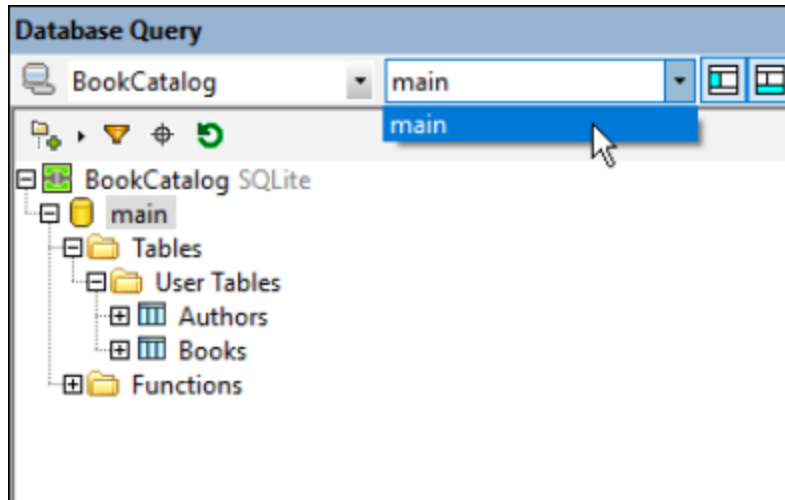 Database Query
BookCatalog main
main
BookCatalog SQLite
main
Tables
User Tables
Authors
Books
Functions